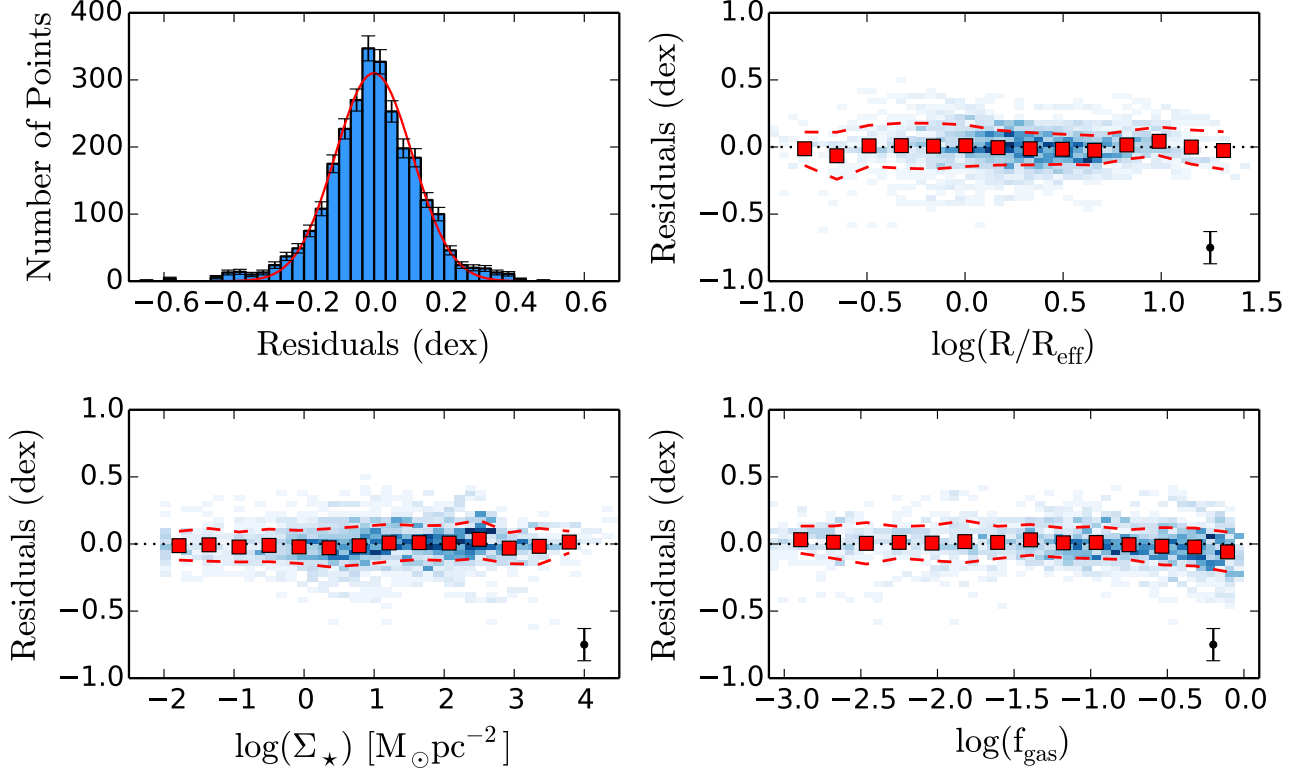 400
300
200
100
0
Number of Points
−0.6 −0.4 −0.2 0.0 0.2 0.4 0.6
Residuals (dex)
1.0
0.5
0.0
−0.5
−1.0
Residuals (dex)
−1.0 −0.5 0.0 0.5 1.0 1.5
log(R/R_eff)
1.0
0.5
0.0
−0.5
−1.0
Residuals (dex)
−2 −1 0 1 2 3 4
log(Σ_⋆) [M_⊙pc⁻²]
1.0
0.5
0.0
−0.5
−1.0
Residuals (dex)
−3.0 −2.5 −2.0 −1.5 −1.0 −0.5 0.0
log(f_gas)